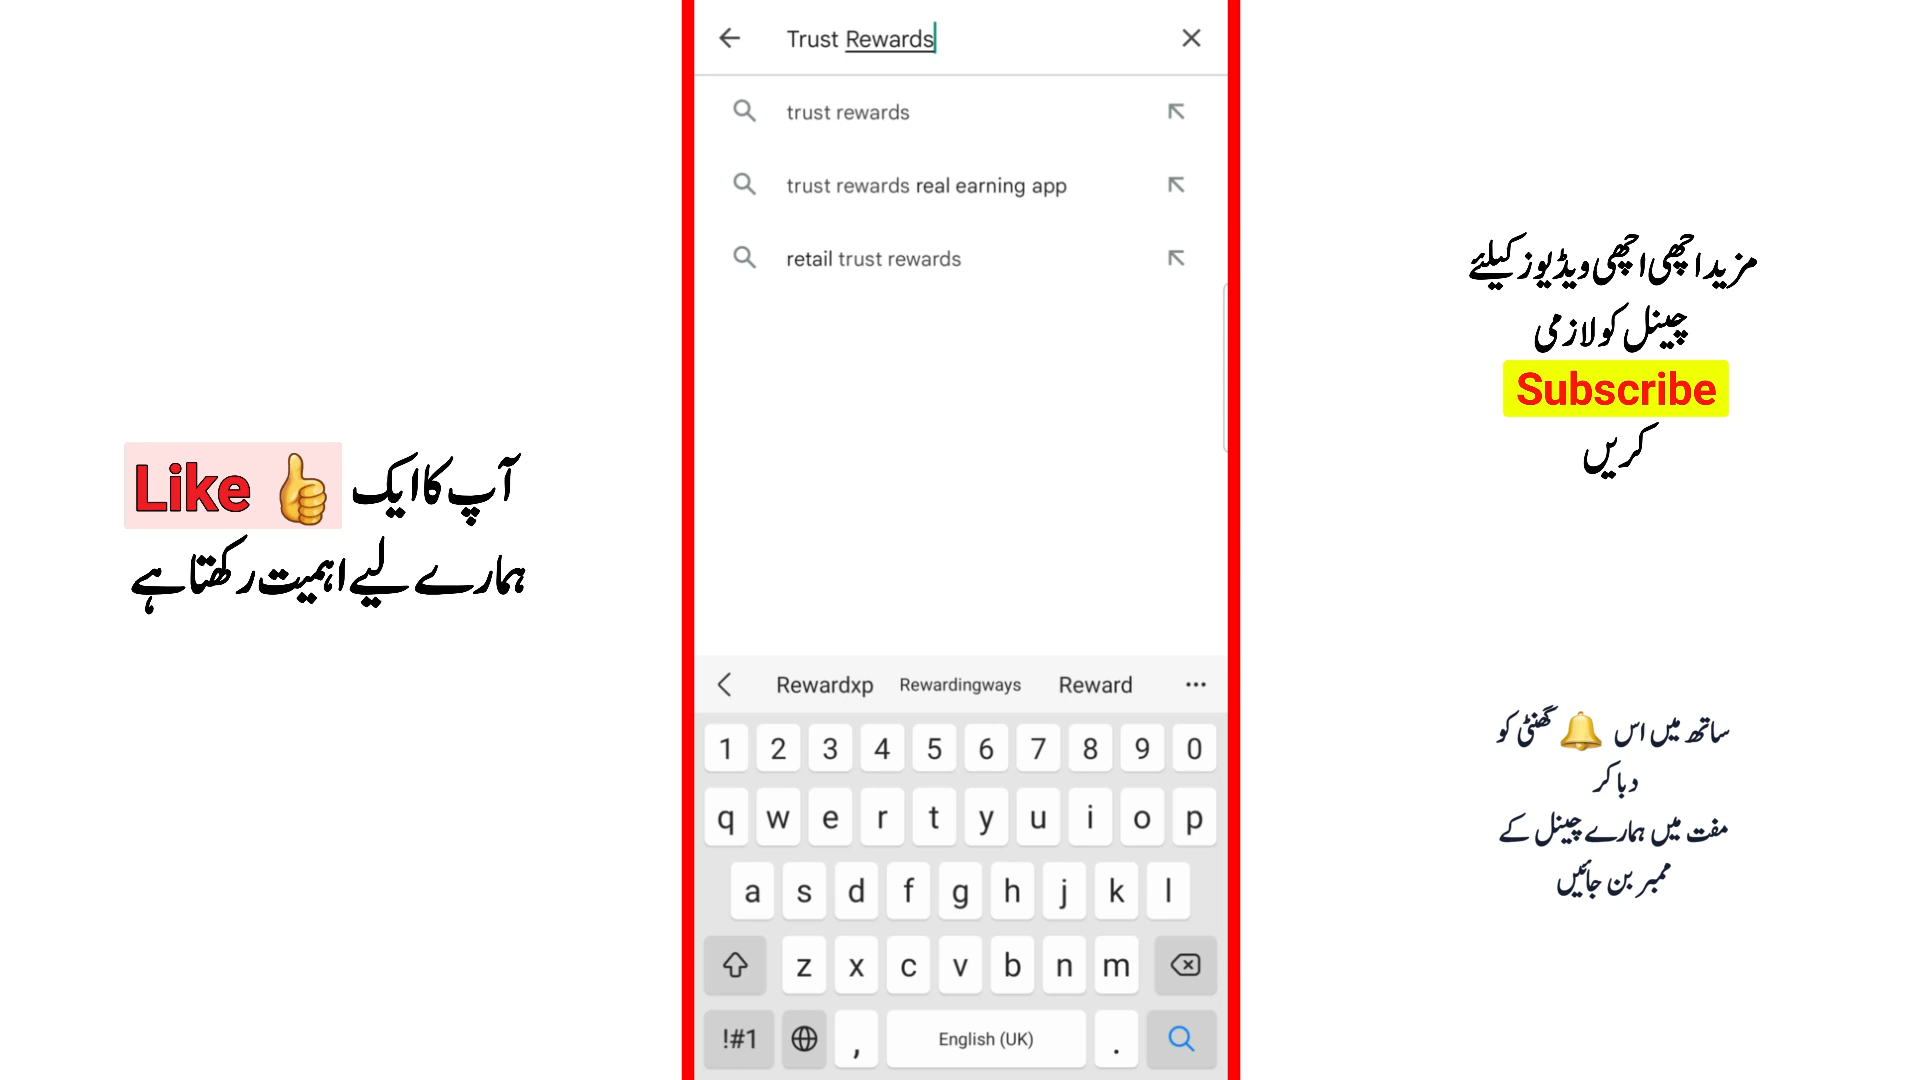 Trust Rewards
trust rewards
trust rewards real earning app
retail trust rewards
Rewardxp Rewardingways Reward
1 2 3 4 5 6 7 8 9 0
q w e r t y u i o p
a s d f g h j k l
z x c v b n m
!#1 , English (UK) .
آپ کا ایک Like 👍
ہمارے لیے اہمیت رکھتا ہے
مزید اچھی اچھی ویڈیوز کیلئے
چینل کو لازمی
Subscribe
کریں
ساتھ میں اس 🔔 گھنٹی کو
دبا کر
مفت میں ہمارے چینل کے
ممبر بن جائیں